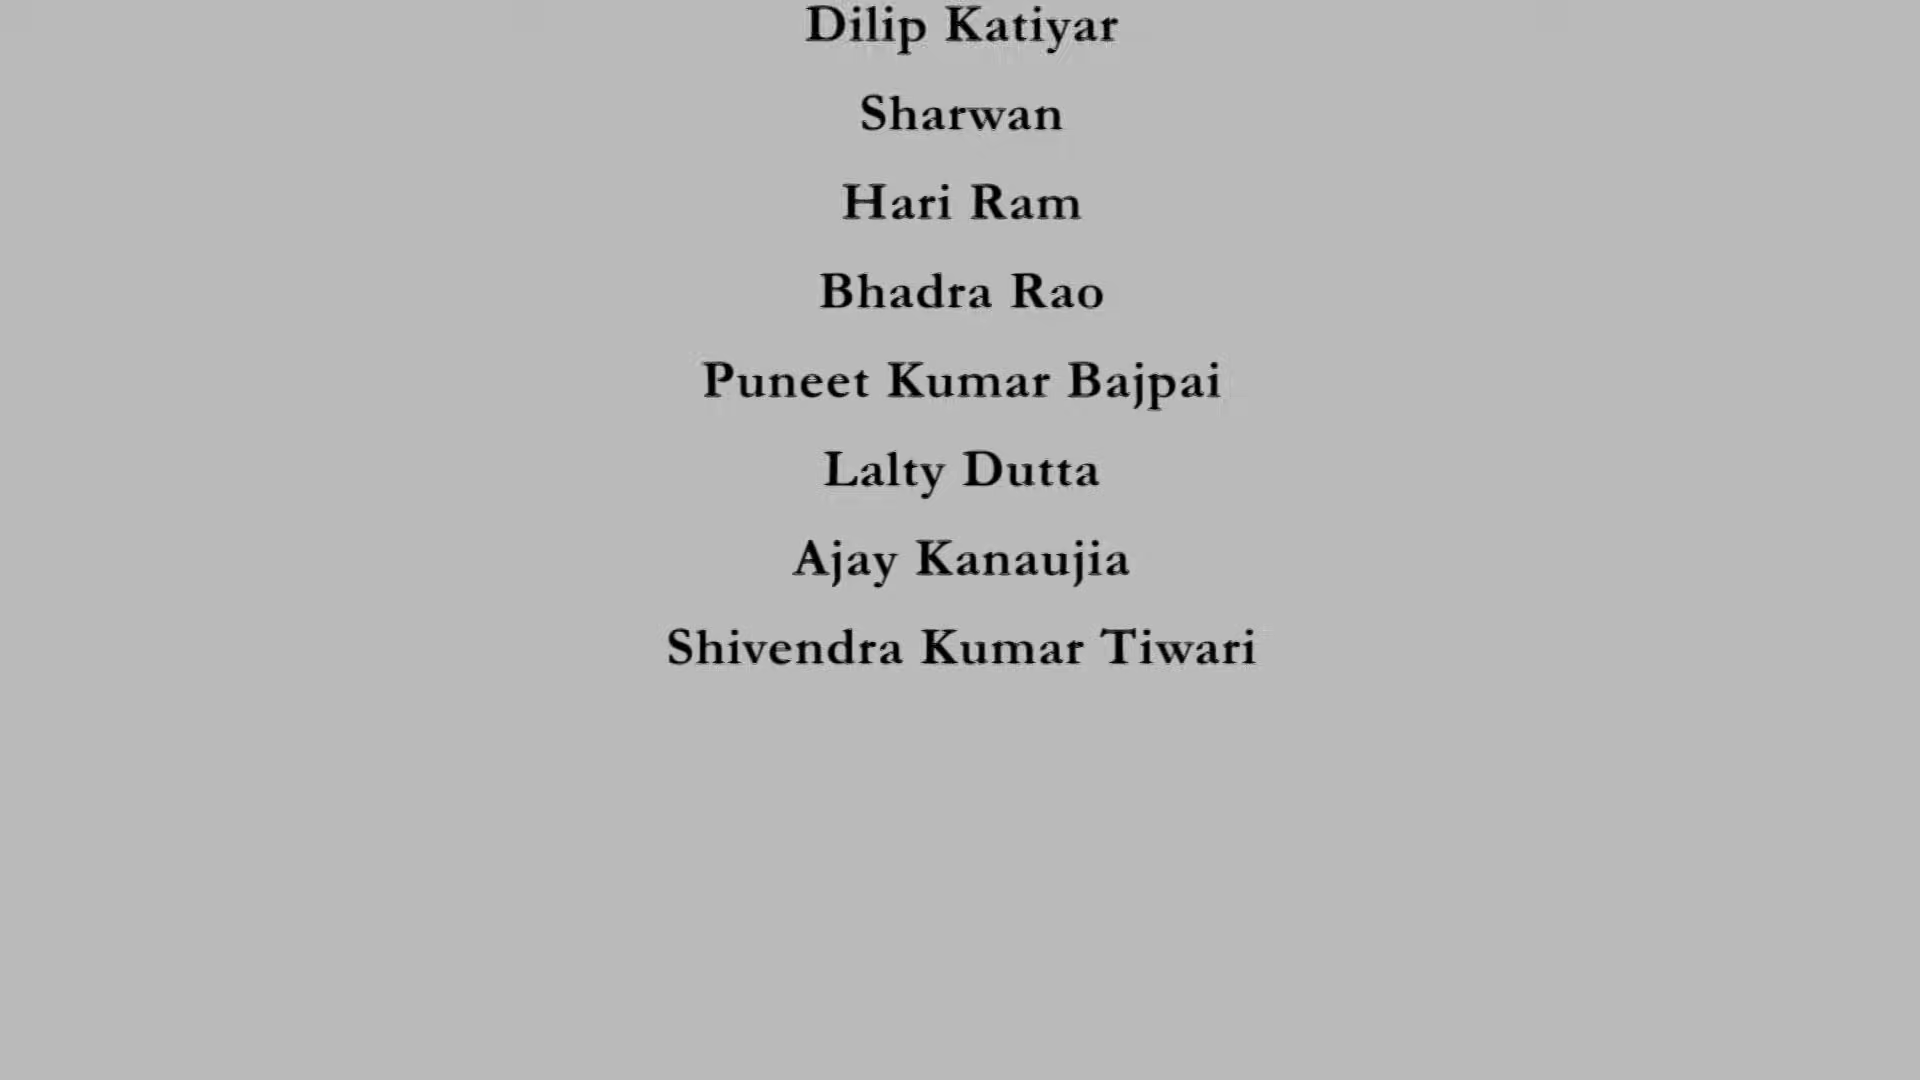 Dilip Katiyar
Sharwan
Hari Ram
Bhadra Rao
Puneet Kumar Bajpai
Lalty Dutta
Ajay Kanaujia
Shivendra Kumar Tiwari